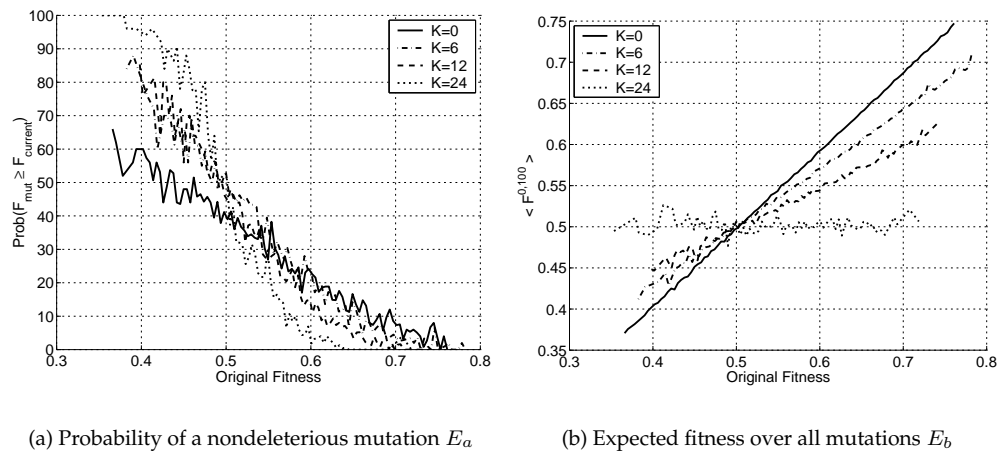 100
90
80
70
60
50
40
30
20
10
0
0.3 0.4 0.5 0.6 0.7 0.8
Prob(F_mut ≥ F_current)
Original Fitness
K=0
K=6
K=12
K=24
0.75
0.7
0.65
0.6
0.55
0.5
0.45
0.4
0.35
0.3 0.4 0.5 0.6 0.7 0.8
< F^0,100 >
Original Fitness
K=0
K=6
K=12
K=24
(a) Probability of a nondeleterious mutation E_a
(b) Expected fitness over all mutations E_b